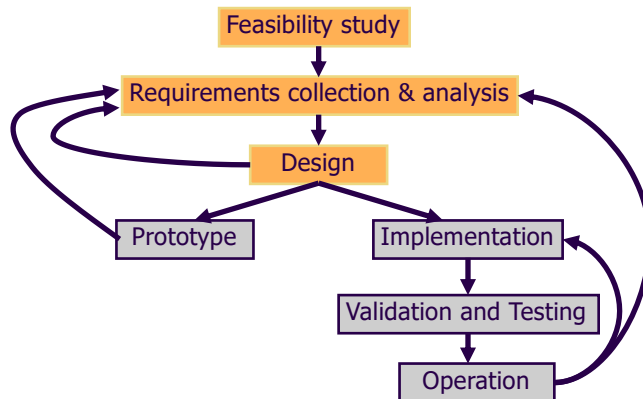 Feasibility study
Requirements collection & analysis
Design
Prototype
Implementation
Validation and Testing
Operation